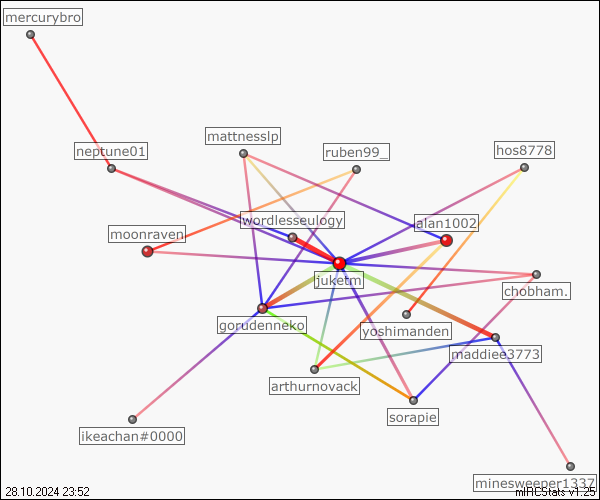 mercurybro
mattnesslp
neptune01
ruben99_
hos8778
wordlesseulogy
alan1002
moonraven
juketm
chobham.
gorudenneko
yoshimanden
maddiee3773
arthurnovack
sorapie
ikeachan#0000
minesweeper1337
28.10.2024 23:52
mIRCStats v1.25